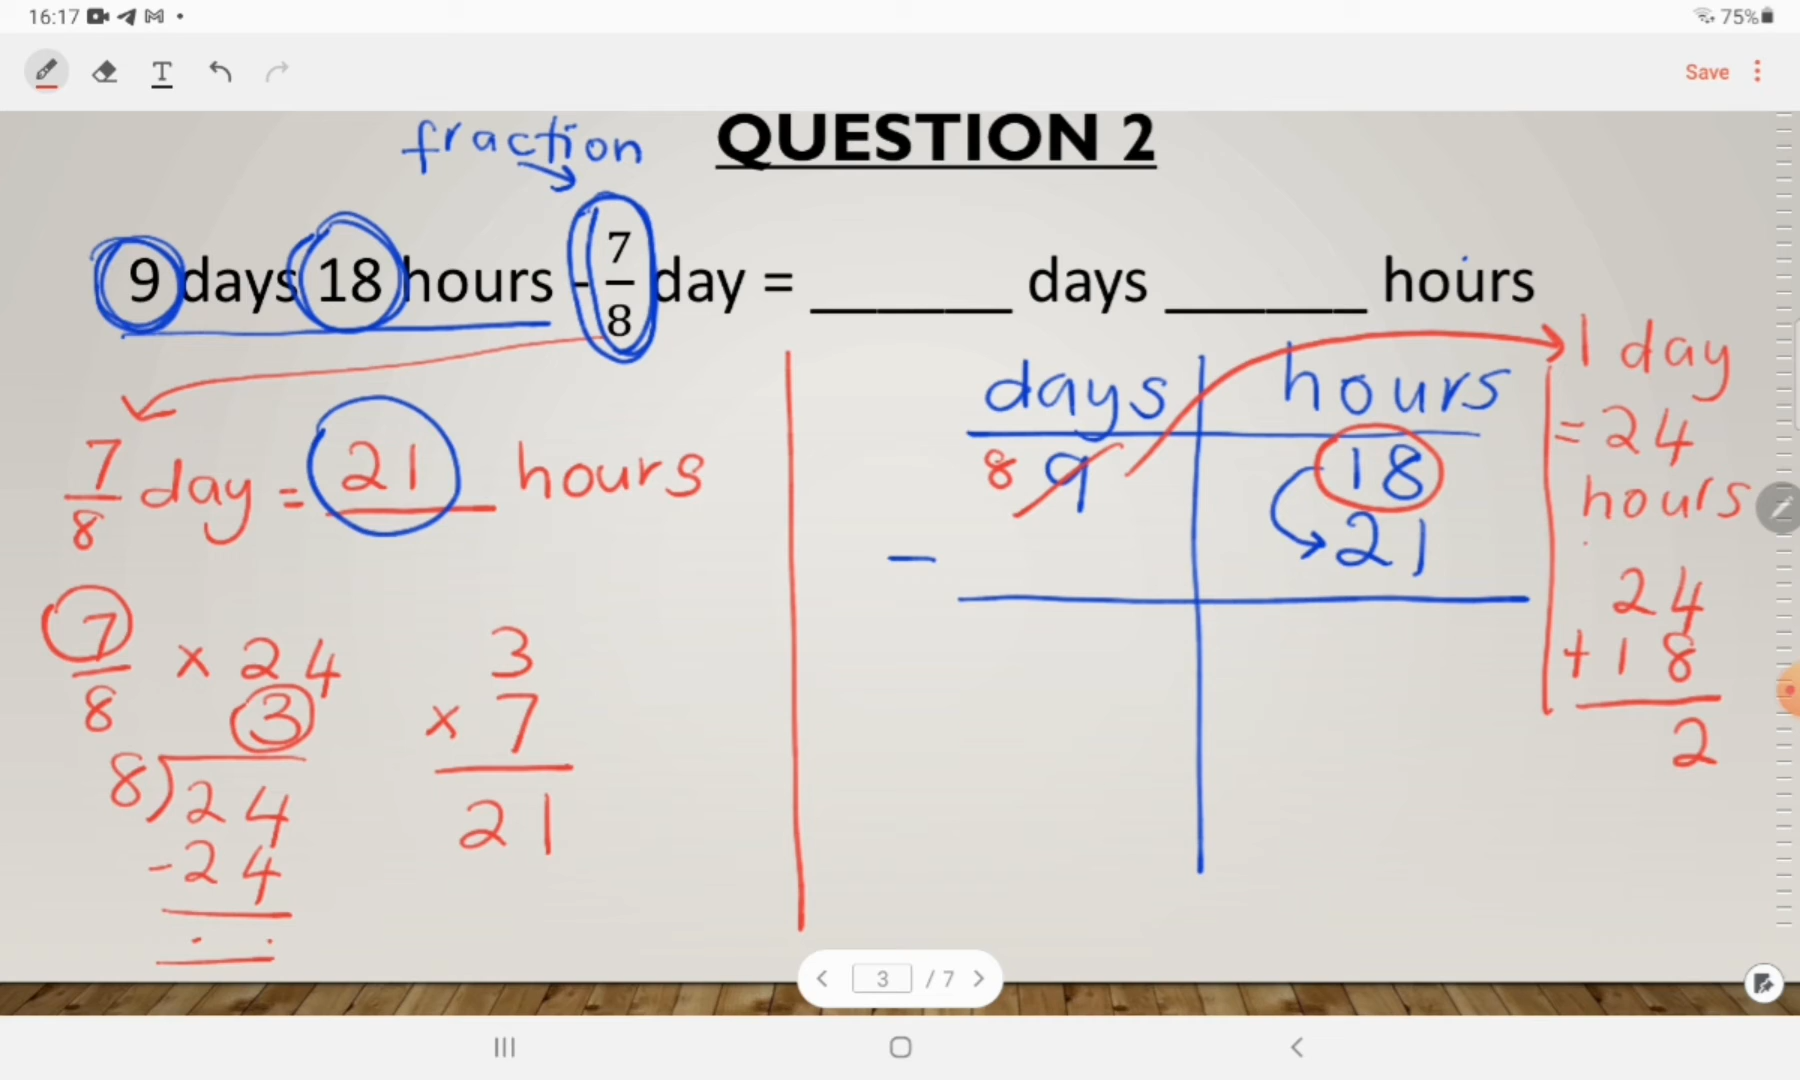 16:17
75%
T
Save
fraction
QUESTION 2
9 days 18 hours - 7/8 day = ______ days ______ hours
7/8 day = 21 hours
7/8 × 24
3
8)24
-24
3
× 7
21
days hours
8 9 18
- 21
1 day
= 24
hours
24
+ 18
2
3 / 7